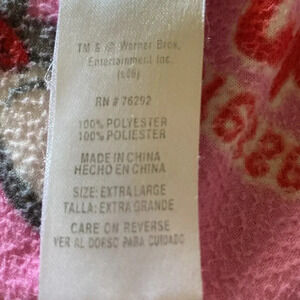 TM & © Warner Bros.
Entertainment Inc.
(s06)
RN # 76292
100% POLYESTER
100% POLIESTER
MADE IN CHINA
HECHO EN CHINA
SIZE: EXTRA LARGE
TALLA: EXTRA GRANDE
CARE ON REVERSE
VER AL DORSO PARA CUIDADO